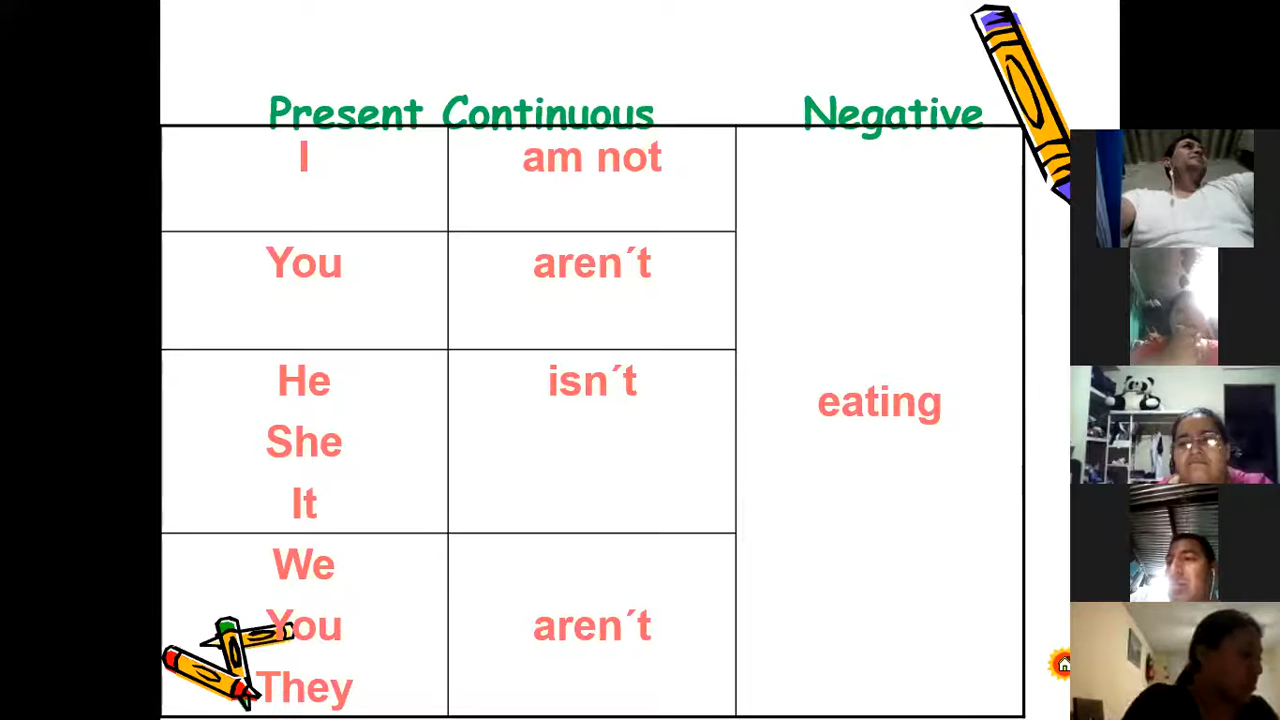 Present Continuous Negative
I am not
You aren´t
He isn´t
She
eating
It
We
You aren´t
They